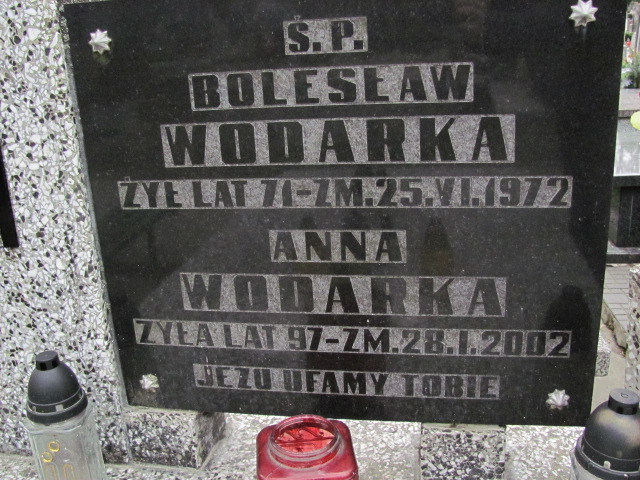 Ś.P.
BOLESŁAW
WODARKA
ŻYŁ LAT 71-ZM.25.VI.1972
ANNA
WODARKA
ŻYŁA LAT 97-ZM.28.I.2002
JEZU UFAMY TOBIE